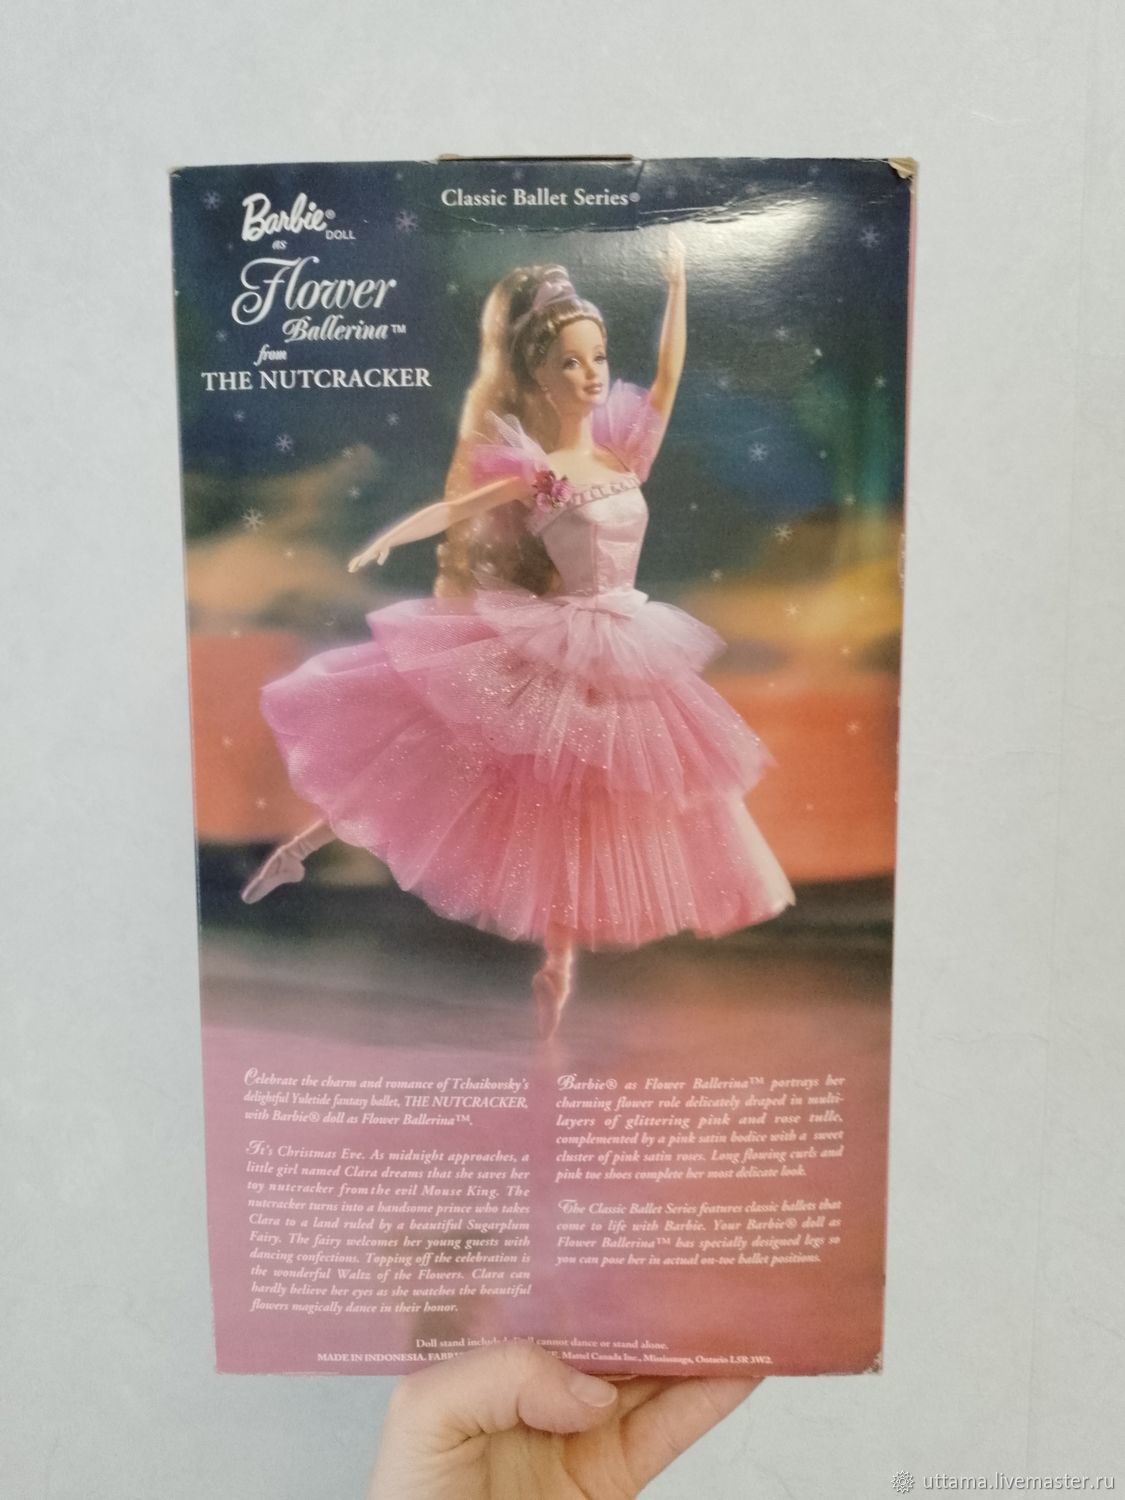 Classic Ballet Series®
Barbie®
DOLL
as
Flower
Ballerina™
from
THE NUTCRACKER
Celebrate the charm and romance of Tchaikovsky's
delightful Yuletide fantasy ballet, THE NUTCRACKER,
with Barbie® doll as Flower Ballerina™.
It's Christmas Eve. As midnight approaches, a
little girl named Clara dreams that she saves her
toy nutcracker from the evil Mouse King. The
nutcracker turns into a handsome prince who takes
Clara to a land ruled by a beautiful Sugarplum
Fairy. The fairy welcomes her young guests with
dancing confections. Topping off the celebration is
the wonderful Waltz of the Flowers. Clara can
hardly believe her eyes as she watches the beautiful
flowers magically dance in their honor.
Barbie® as Flower Ballerina™ portrays her
charming flower role delicately draped in multi-
layers of glittering pink and rose tulle,
complemented by a pink satin bodice with a sweet
cluster of pink satin roses. Long flowing curls and
pink toe shoes complete her most delicate look.
The Classic Ballet Series features classic ballets that
come to life with Barbie. Your Barbie® doll as
Flower Ballerina™ has specially designed legs so
you can pose her in actual on-toe ballet positions.
Doll stand cannot dance or stand alone.
MADE IN INDONESIA. Mattel Canada Inc., Mississauga, Ontario L5R 3W2.
uttama.livemaster.ru